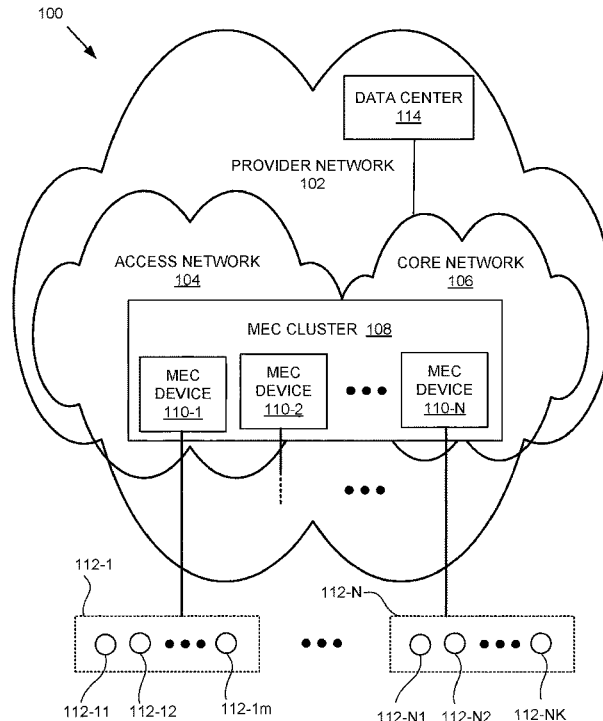 100
DATA CENTER
114
PROVIDER NETWORK
102
ACCESS NETWORK
104
CORE NETWORK
106
MEC CLUSTER 108
MEC
DEVICE
110-1
MEC
DEVICE
110-2
MEC
DEVICE
110-N
112-1
112-N
112-11
112-12
112-1m
112-N1
112-N2
112-NK